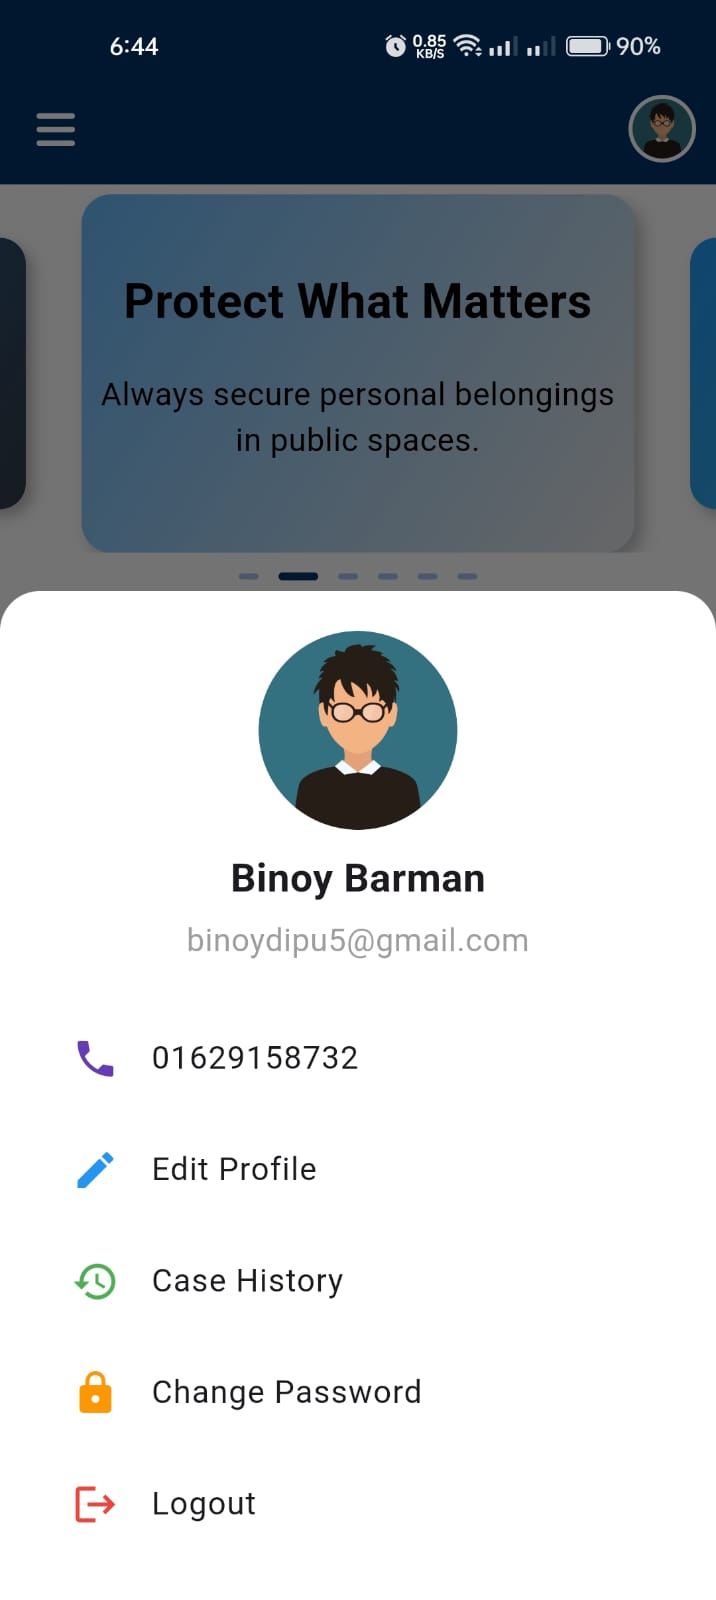 6:44
0.85
KB/S
90%
Protect What Matters
Always secure personal belongings
in public spaces.
Binoy Barman
binoydipu5@gmail.com
01629158732
Edit Profile
Case History
Change Password
Logout